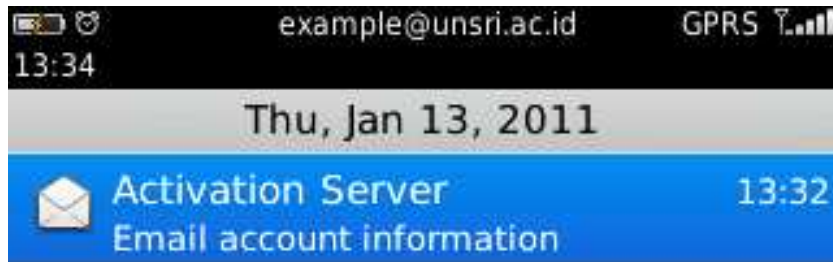 example@unsri.ac.id GPRS
13:34
Thu, Jan 13, 2011
Activation Server 13:32
Email account information